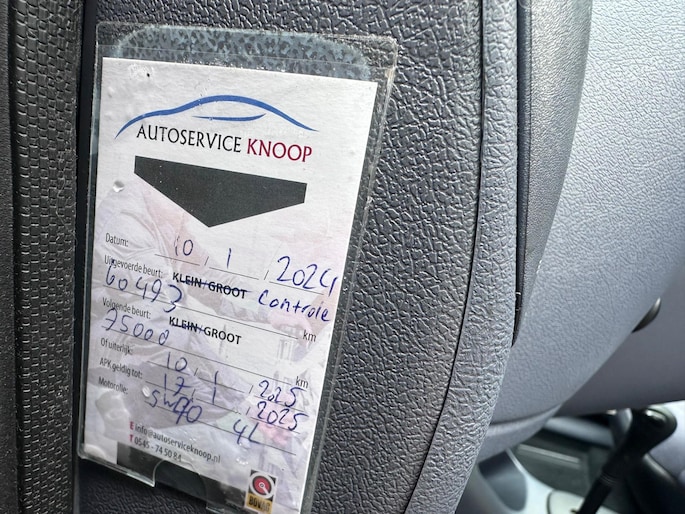 AUTOSERVICE KNOOP
Datum: 10 / 1 / 2024
Uitgevoerde beurt: KLEIN/GROOT Controle
60493 km
Volgende beurt: KLEIN/GROOT
75000 km
Of uiterlijk: 10 / 1 / 2025
APK geldig tot: 17 / 1 / 2025
Motorolie: 5W40 4L
E info@autoserviceknoop.nl
T 0545 - 74 50 84
BOVAG